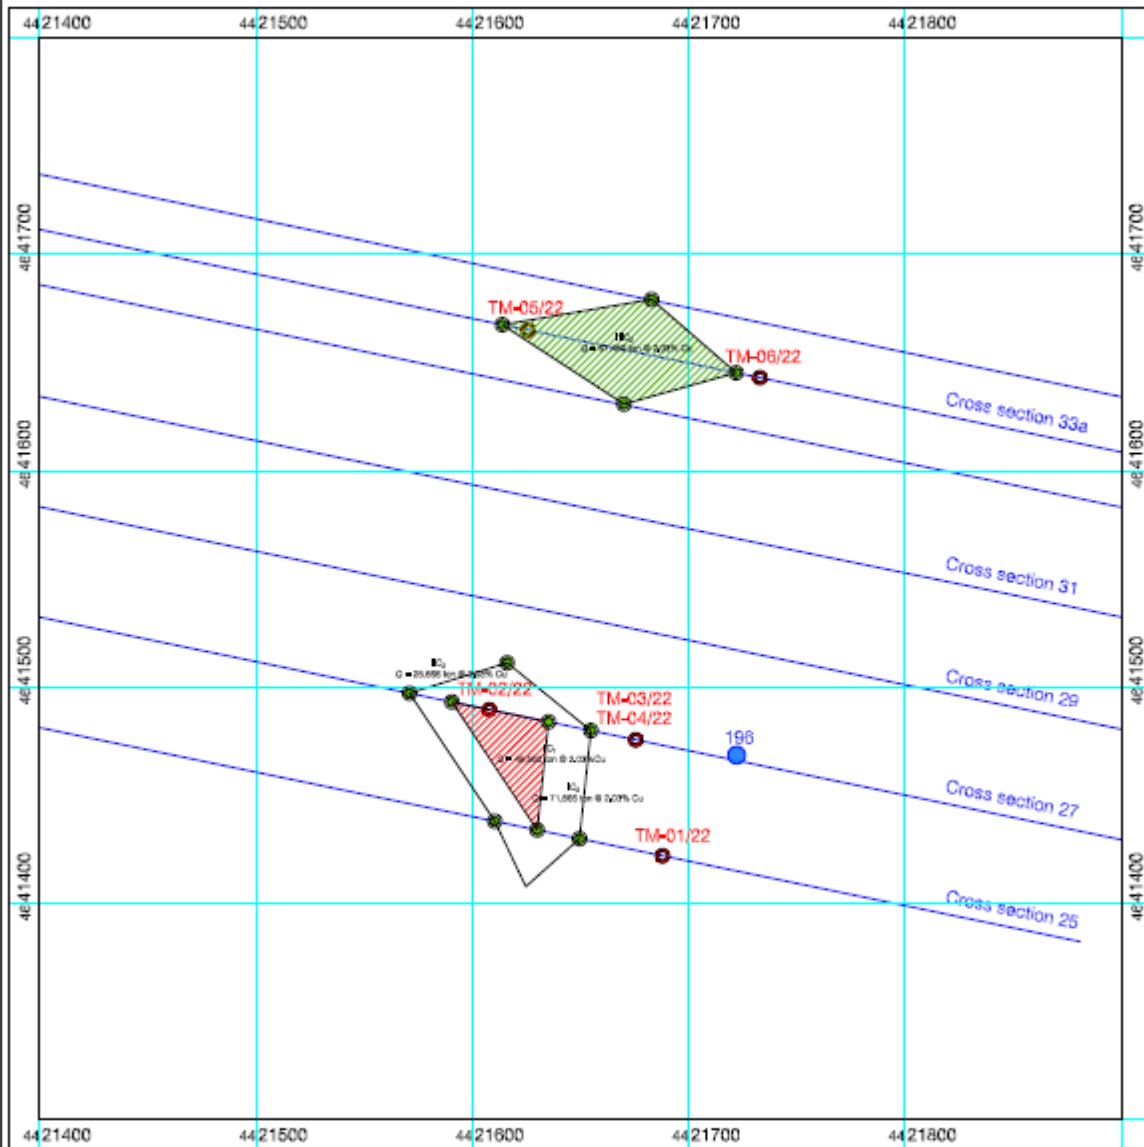 4421400 4421500 4421600 4421700 4421800
4641700 4641700
TM-05/22
TM-06/22
Cross section 33a
4641600 4641600
Cross section 31
4641500 4641500
Cross section 29
TM-02/22
TM-03/22
TM-04/22
196
Cross section 27
TM-01/22
4641400 4641400
Cross section 25
4421400 4421500 4421600 4421700 4421800